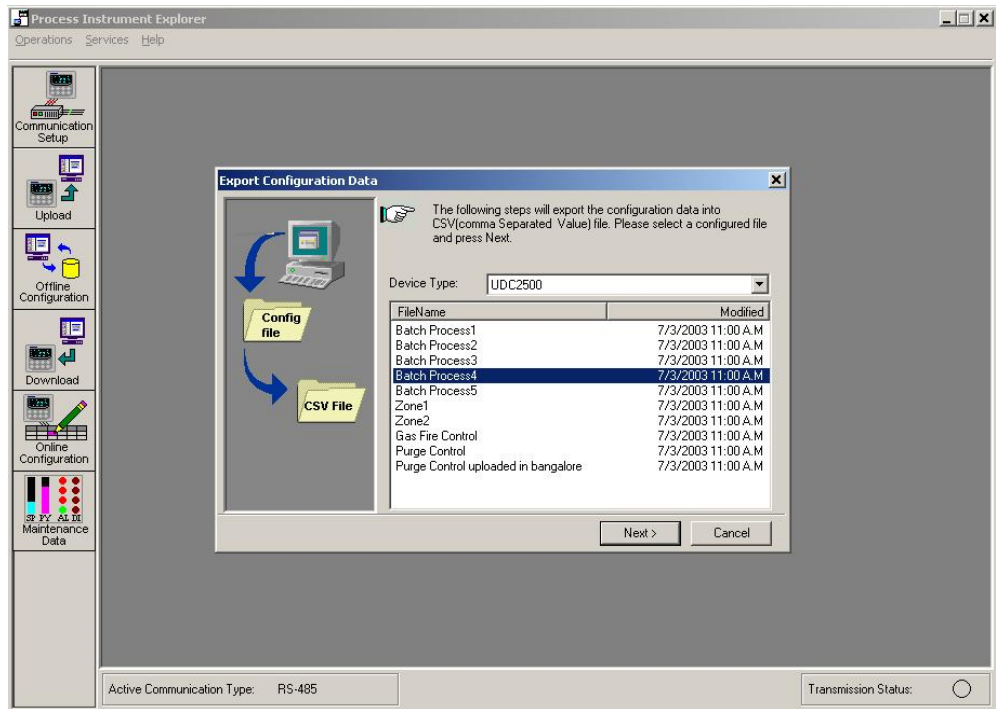 Process Instrument Explorer
Operations Services Help
Communication
Setup
Upload
Offline
Configuration
Download
Online
Configuration
SP PY AL DI
Maintenance
Data
Export Configuration Data
The following steps will export the configuration data into
CSV(comma Separated Value) file. Please select a configured file
and press Next.
Config
file
CSV File
Device Type: UDC2500
FileName Modified
Batch Process1 7/3/2003 11:00 A.M
Batch Process2 7/3/2003 11:00 A.M
Batch Process3 7/3/2003 11:00 A.M
Batch Process4 7/3/2003 11:00 A.M
Batch Process5 7/3/2003 11:00 A.M
Zone1 7/3/2003 11:00 A.M
Zone2 7/3/2003 11:00 A.M
Gas Fire Control 7/3/2003 11:00 A.M
Purge Control 7/3/2003 11:00 A.M
Purge Control uploaded in bangalore 7/3/2003 11:00 A.M
Next >
Cancel
Active Communication Type: RS-485
Transmission Status: